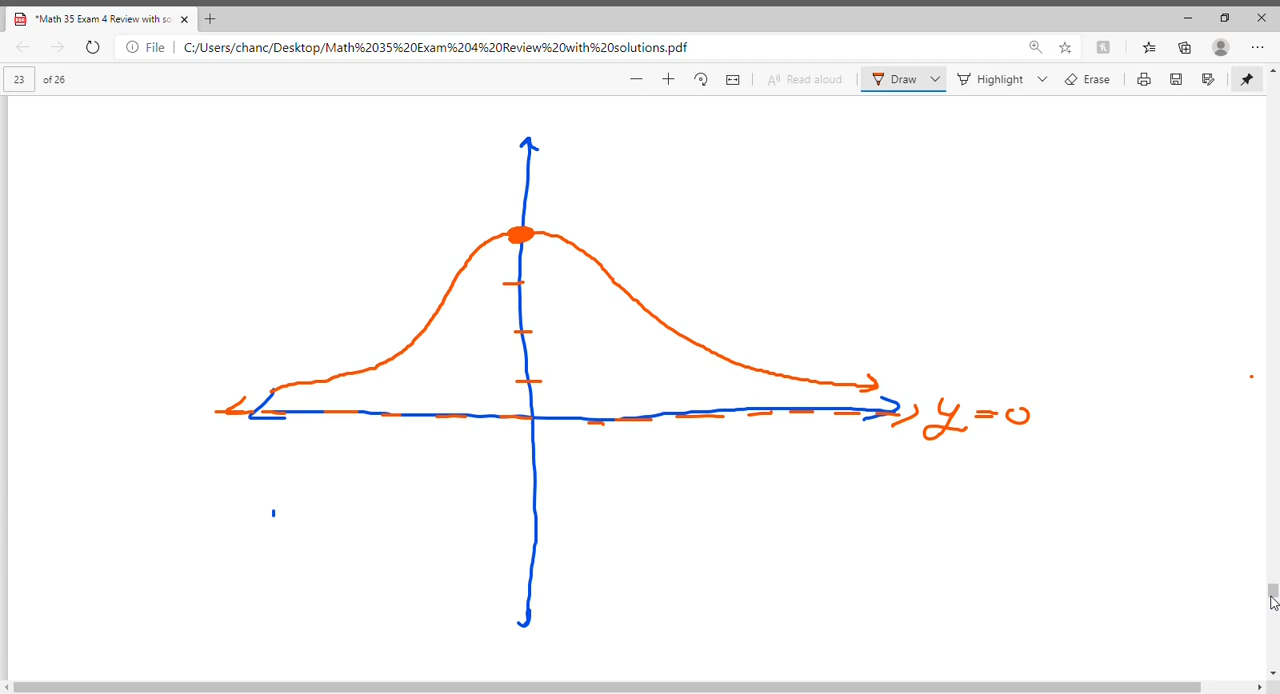 *Math 35 Exam 4 Review with so
File
C:/Users/chanc/Desktop/Math%2035%20Exam%204%20Review%20with%20solutions.pdf
23 of 26
Read aloud
Draw
Highlight
Erase
y = 0